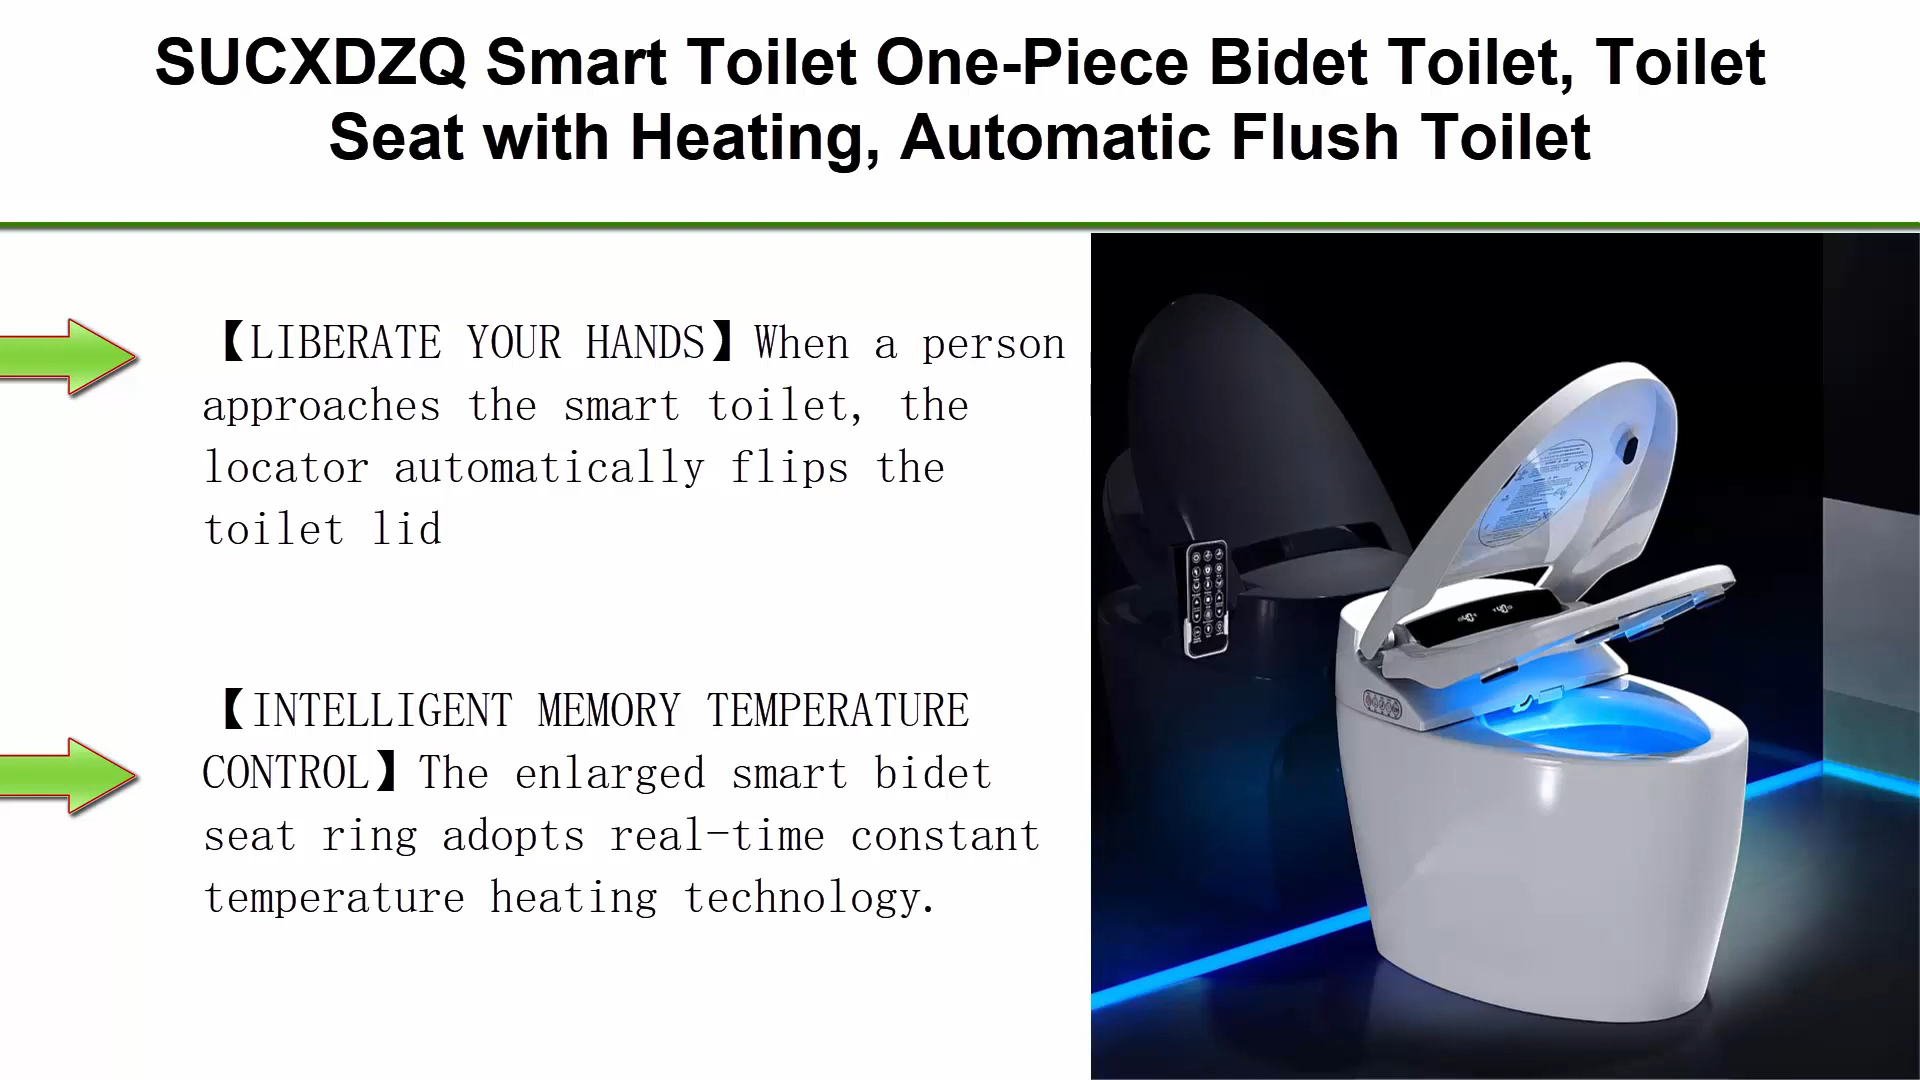 SUCXDZQ Smart Toilet One-Piece Bidet Toilet, Toilet
Seat with Heating, Automatic Flush Toilet
【LIBERATE YOUR HANDS】When a person
approaches the smart toilet, the
locator automatically flips the
toilet lid
【INTELLIGENT MEMORY TEMPERATURE
CONTROL】The enlarged smart bidet
seat ring adopts real-time constant
temperature heating technology.